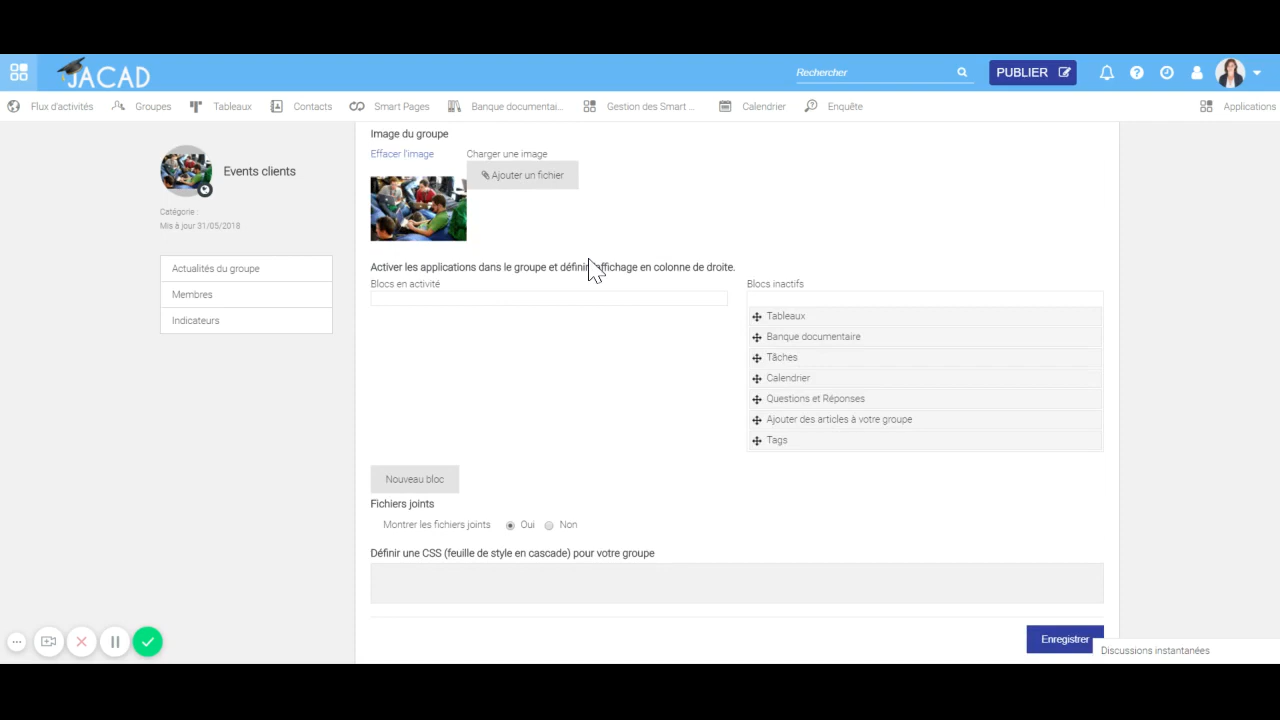 JACAD
Rechercher
PUBLIER
Flux d'activités
Groupes
Tableaux
Contacts
Smart Pages
Banque documentai...
Gestion des Smart ...
Calendrier
Enquête
Applications
Events clients
Catégorie :
Mis à jour 31/05/2018
Actualités du groupe
Membres
Indicateurs
Image du groupe
Effacer l'image
Charger une image
Ajouter un fichier
Activer les applications dans le groupe et définir ffichage en colonne de droite.
Blocs en activité
Blocs inactifs
Tableaux
Banque documentaire
Tâches
Calendrier
Questions et Réponses
Ajouter des articles à votre groupe
Tags
Nouveau bloc
Fichiers joints
Montrer les fichiers joints
Oui
Non
Définir une CSS (feuille de style en cascade) pour votre groupe
Enregistrer
Discussions instantanées